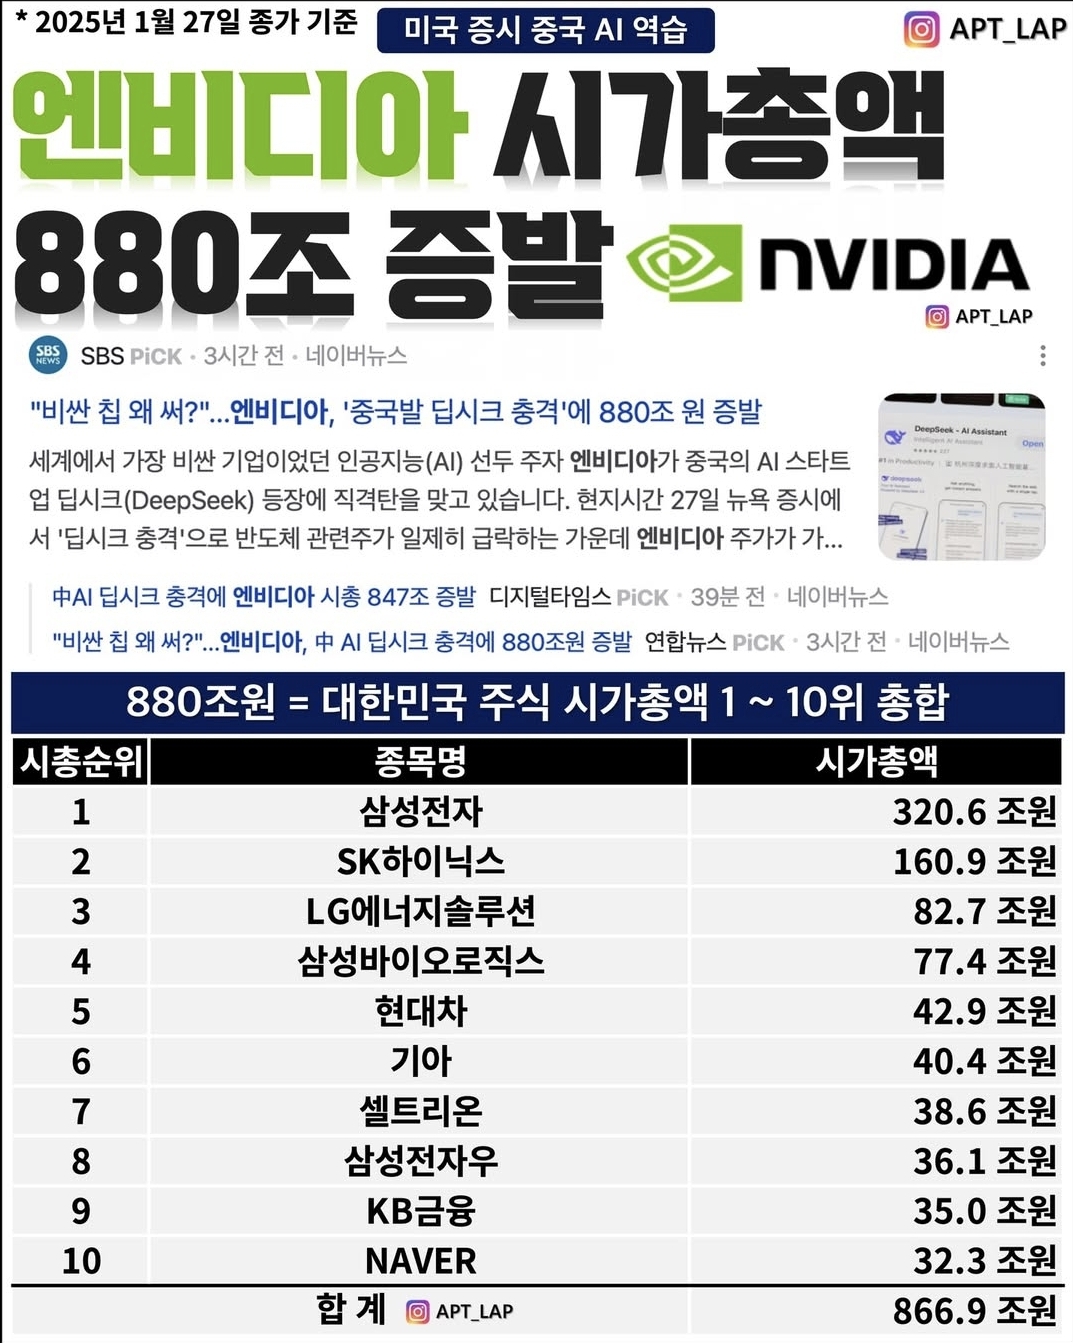 * 2025년 1월 27일 종가 기준
미국 증시 중국 AI 역습
APT_LAP
엔비디아 시가총액
880조 증발
NVIDIA
APT_LAP
SBS NEWS
SBS PiCK · 3시간 전 · 네이버뉴스
"비싼 칩 왜 써?"...엔비디아, '중국발 딥시크 충격'에 880조 원 증발
세계에서 가장 비싼 기업이었던 인공지능(AI) 선두 주자 엔비디아가 중국의 AI 스타트
업 딥시크(DeepSeek) 등장에 직격탄을 맞고 있습니다. 현지시간 27일 뉴욕 증시에
서 '딥시크 충격'으로 반도체 관련주가 일제히 급락하는 가운데 엔비디아 주가가 가...
DeepSeek - AI Assistant
Intelligent AI Assistant
Open
#1 in Productivity
deepseek
中AI 딥시크 충격에 엔비디아 시총 847조 증발 디지털타임스 PiCK · 39분 전 · 네이버뉴스
"비싼 칩 왜 써?"...엔비디아, 中 AI 딥시크 충격에 880조원 증발 연합뉴스 PiCK · 3시간 전 · 네이버뉴스
880조원 = 대한민국 주식 시가총액 1 ~ 10위 총합
시총순위 종목명 시가총액
1 삼성전자 320.6 조원
2 SK하이닉스 160.9 조원
3 LG에너지솔루션 82.7 조원
4 삼성바이오로직스 77.4 조원
5 현대차 42.9 조원
6 기아 40.4 조원
7 셀트리온 38.6 조원
8 삼성전자우 36.1 조원
9 KB금융 35.0 조원
10 NAVER 32.3 조원
합 계 APT_LAP 866.9 조원